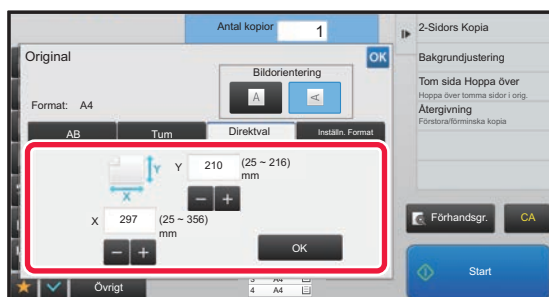 Antal kopior
1
2-Sidors Kopia
Original
OK
Bakgrundjustering
Bildorientering
Tom sida Hoppa över
Hoppa över tomma sidor i orig.
A
A
Återgivning
Förstora/förminska kopia
Format: A4
AB
Tum
Direktval
Inställn. Format
Y
Y
210
(25 ~ 216)
mm
X
X
297
(25 ~ 356)
mm
OK
Förhandsgr.
CA
Start
Övrigt
4
A4